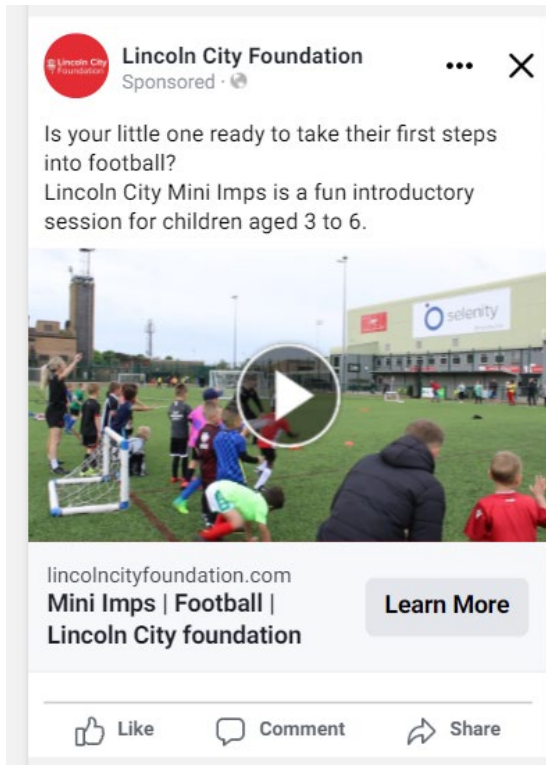 Lincoln City
Foundation
Lincoln City Foundation
Sponsored ·
Is your little one ready to take their first steps
into football?
Lincoln City Mini Imps is a fun introductory
session for children aged 3 to 6.
selenity
lincolncityfoundation.com
Mini Imps | Football |
Lincoln City foundation
Learn More
Like
Comment
Share